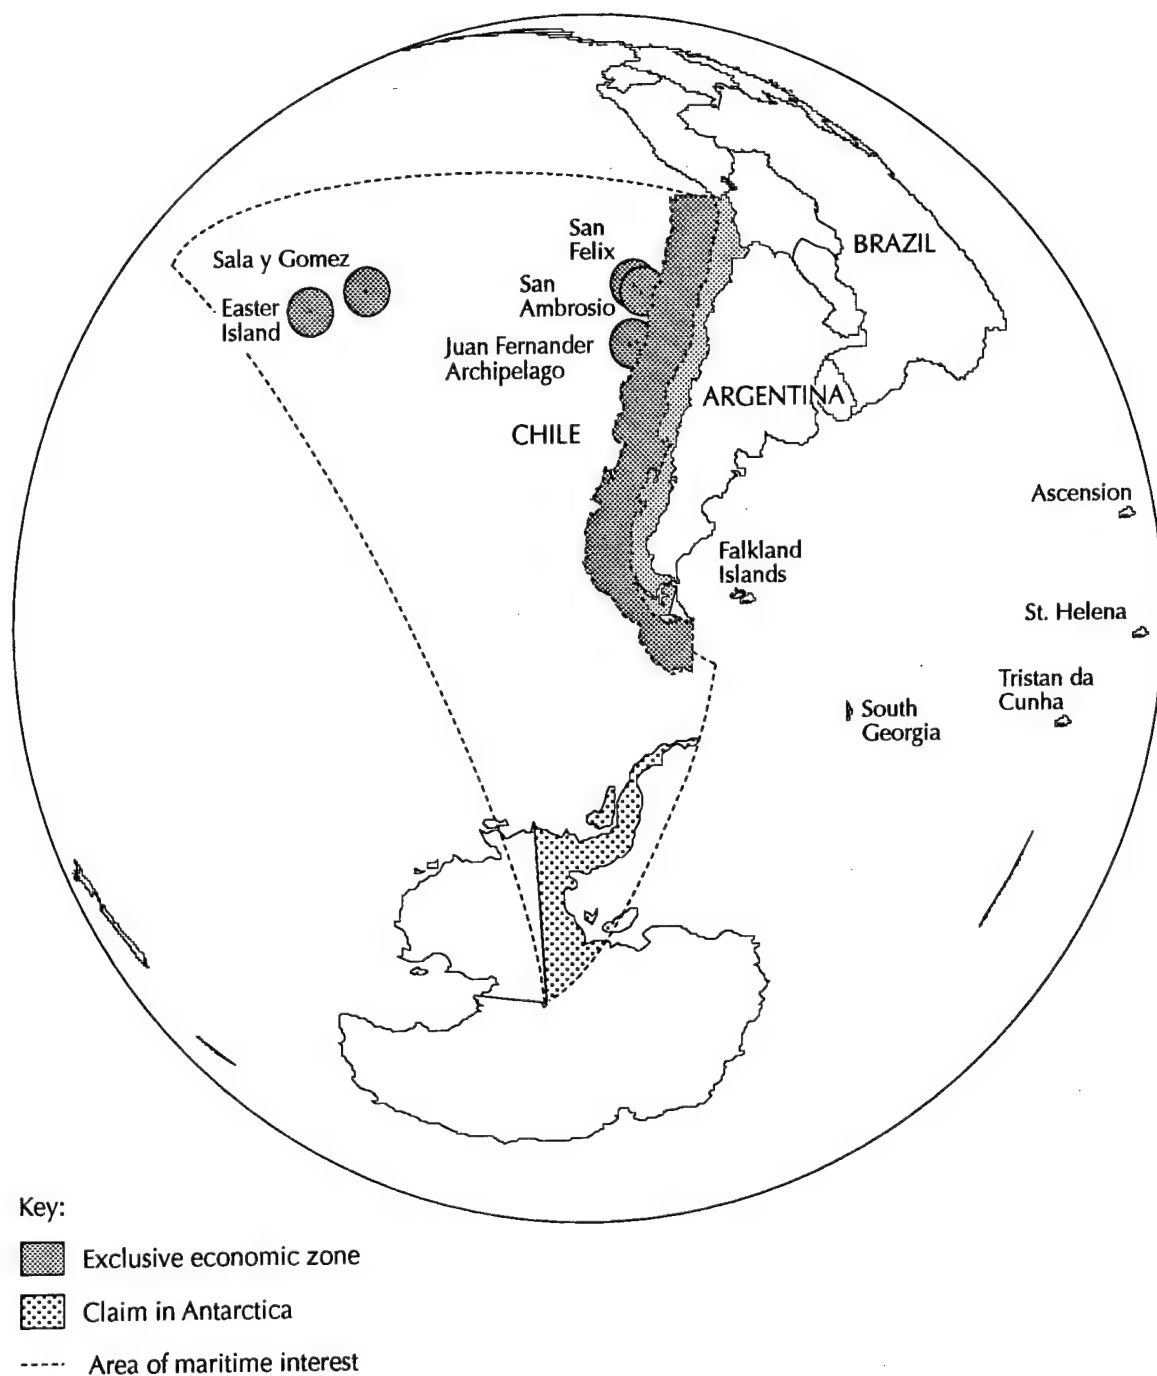 BRAZIL
San
Felix
Sala y Gomez
San
Ambrosio
Easter
Island
Juan Fernander
Archipelago
ARGENTINA
CHILE
Ascension
Falkland
Islands
St. Helena
Tristan da
Cunha
South
Georgia
Key:
Exclusive economic zone
Claim in Antarctica
Area of maritime interest